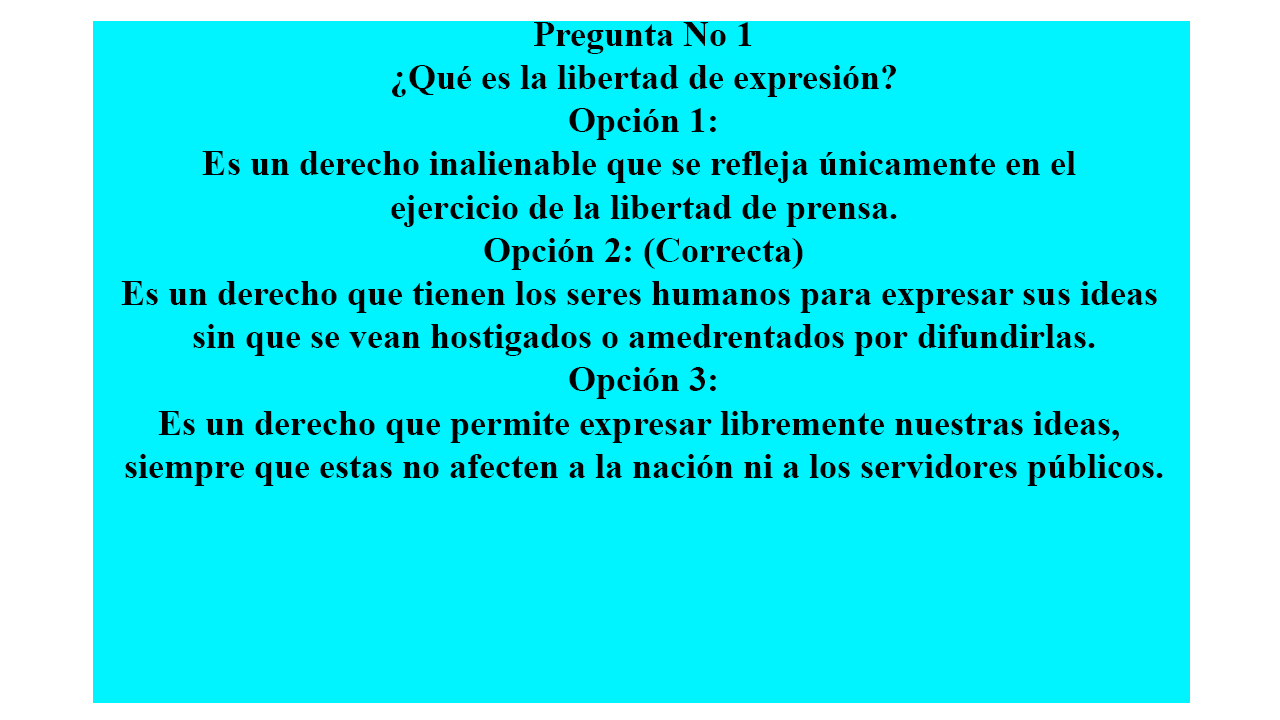 Pregunta No 1
¿Qué es la libertad de expresión?
Opción 1:
Es un derecho inalienable que se refleja únicamente en el
ejercicio de la libertad de prensa.
Opción 2: (Correcta)
Es un derecho que tienen los seres humanos para expresar sus ideas
sin que se vean hostigados o amedrentados por difundirlas.
Opción 3:
Es un derecho que permite expresar libremente nuestras ideas,
siempre que estas no afecten a la nación ni a los servidores públicos.